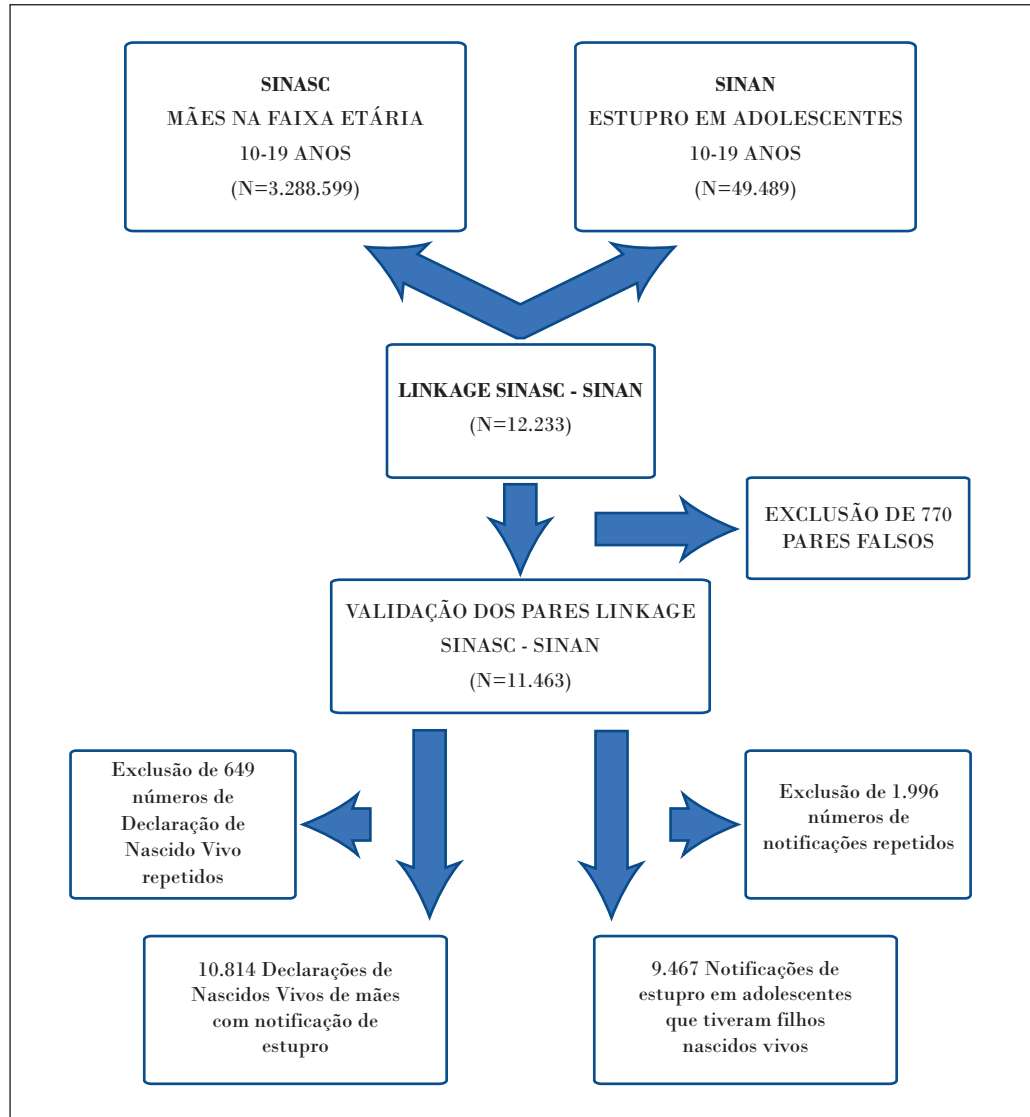 SINASC
MÃES NA FAIXA ETÁRIA
10-19 ANOS
(N=3.288.599)
SINAN
ESTUPRO EM ADOLESCENTES
10-19 ANOS
(N=49.489)
LINKAGE SINASC - SINAN
(N=12.233)
EXCLUSÃO DE 770
PARES FALSOS
VALIDAÇÃO DOS PARES LINKAGE
SINASC - SINAN
(N=11.463)
Exclusão de 649
números de
Declaração de
Nascido Vivo
repetidos
Exclusão de 1.996
números de
notificações repetidos
10.814 Declarações de
Nascidos Vivos de mães
com notificação de
estupro
9.467 Notificações de
estupro em adolescentes
que tiveram filhos
nascidos vivos